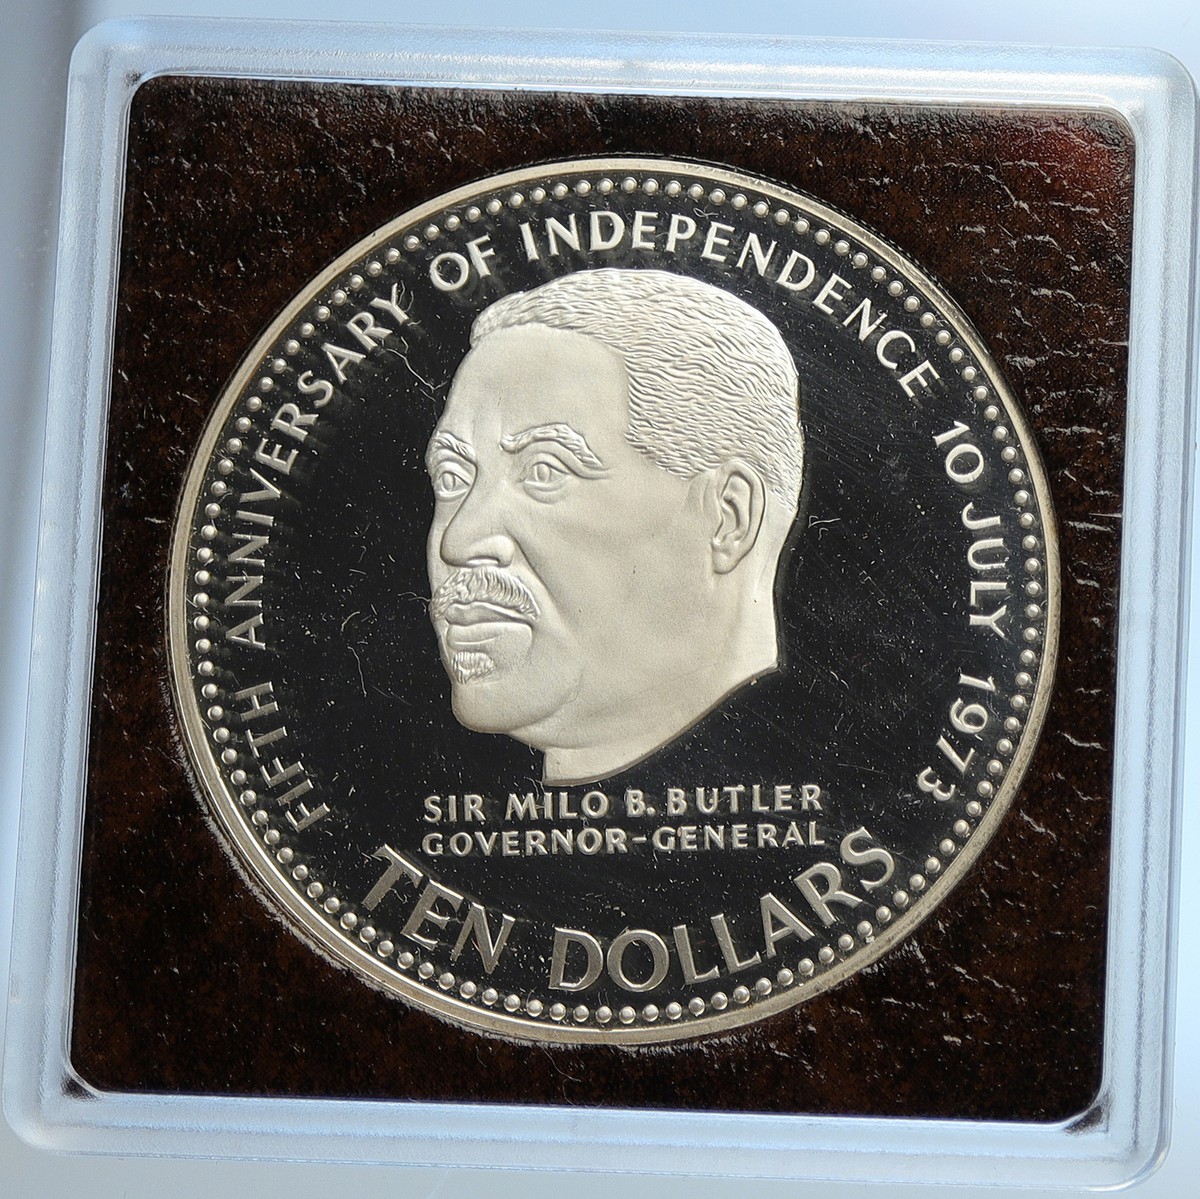 FIFTH ANNIVERSARY OF INDEPENDENCE 10 JULY 1973
SIR MILO B. BUTLER
GOVERNOR-GENERAL
TEN DOLLARS